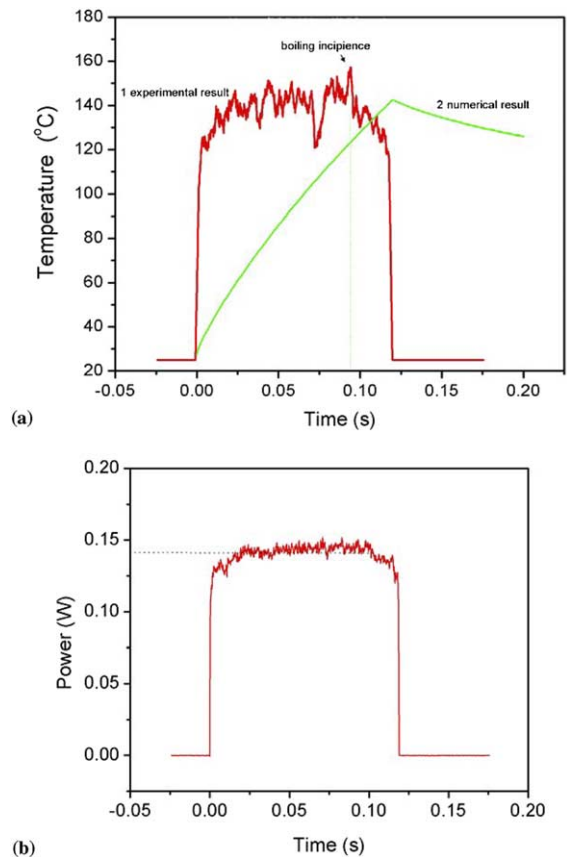 180
160
140
120
100
80
60
40
20
Temperature (°C)
boiling incipience
1 experimental result
2 numerical result
-0.05 0.00 0.05 0.10 0.15 0.20
Time (s)
(a)
0.20
0.15
0.10
0.05
0.00
Power (W)
-0.05 0.00 0.05 0.10 0.15 0.20
Time (s)
(b)